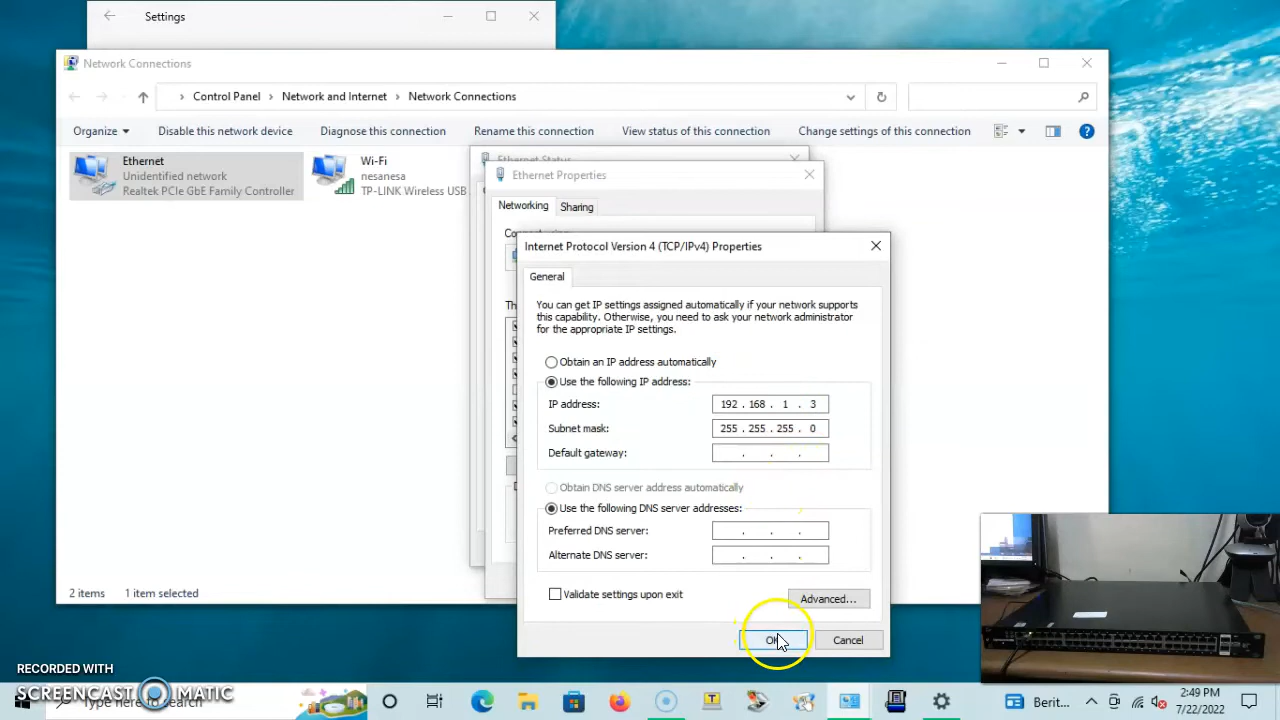 Settings
Network Connections
Control Panel > Network and Internet > Network Connections
Organize
Disable this network device
Diagnose this connection
Rename this connection
View status of this connection
Change settings of this connection
Ethernet
Unidentified network
Realtek PCIe GbE Family Controller
Wi-Fi
nesanesa
TP-LINK Wireless USB
Ethernet Status
Ethernet Properties
Networking
Sharing
Internet Protocol Version 4 (TCP/IPv4) Properties
General
You can get IP settings assigned automatically if your network supports
this capability. Otherwise, you need to ask your network administrator
for the appropriate IP settings.
Obtain an IP address automatically
Use the following IP address:
IP address: 192 . 168 . 1 . 3
Subnet mask: 255 . 255 . 255 . 0
Default gateway: . . .
Obtain DNS server address automatically
Use the following DNS server addresses:
Preferred DNS server: . . .
Alternate DNS server: . . .
Validate settings upon exit
Advanced...
OK
Cancel
2 items
1 item selected
RECORDED WITH
SCREENCAST MATIC
Type here to search
Berit...
2:49 PM
7/22/2022